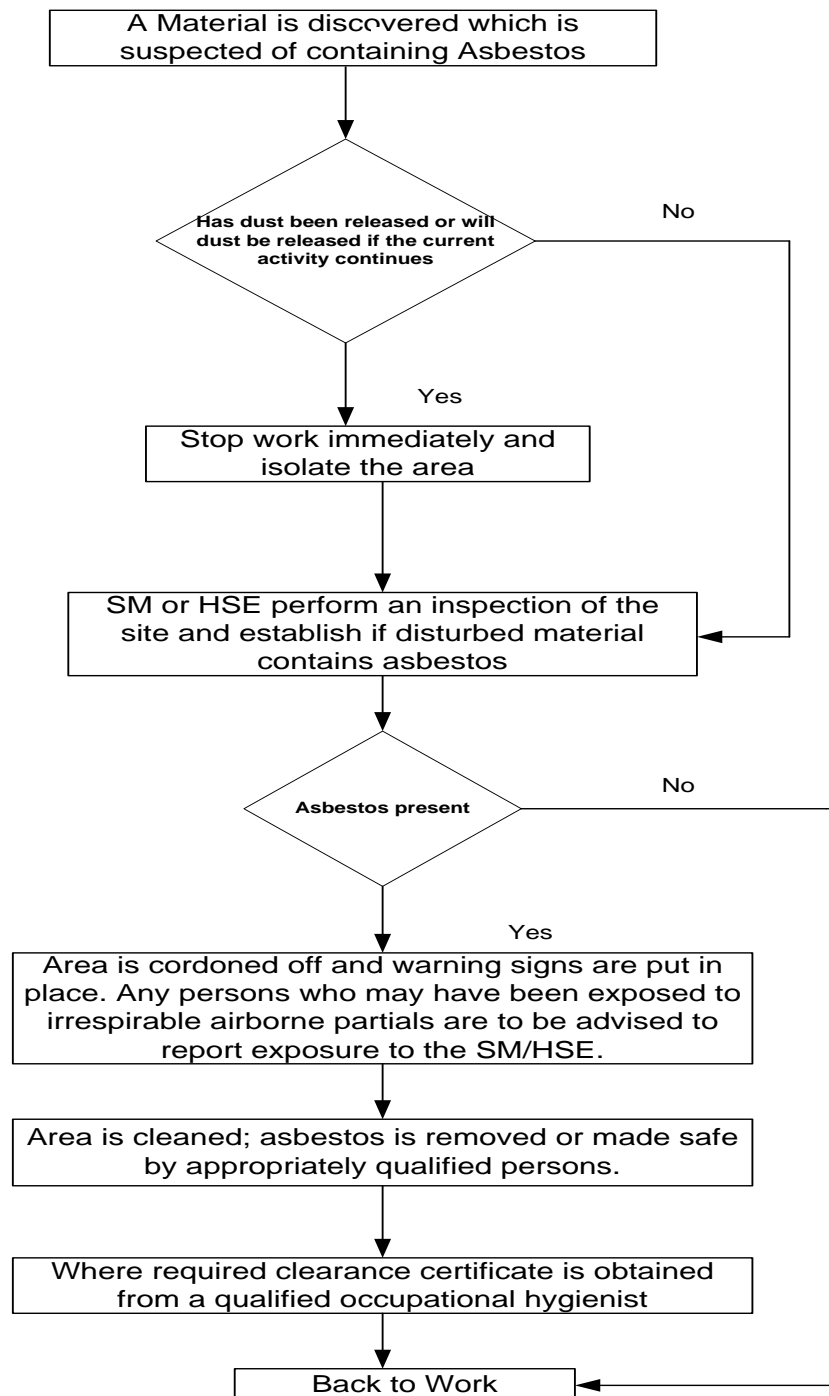 A Material is discovered which is
suspected of containing Asbestos
Has dust been released or will
dust be released if the current
activity continues
No
Yes
Stop work immediately and
isolate the area
SM or HSE perform an inspection of the
site and establish if disturbed material
contains asbestos
Asbestos present
No
Yes
Area is cordoned off and warning signs are put in
place. Any persons who may have been exposed to
irrespirable airborne partials are to be advised to
report exposure to the SM/HSE.
Area is cleaned; asbestos is removed or made safe
by appropriately qualified persons.
Where required clearance certificate is obtained
from a qualified occupational hygienist
Back to Work